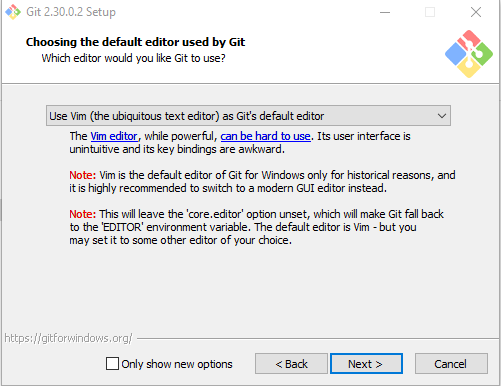 Git 2.30.0.2 Setup
Choosing the default editor used by Git
Which editor would you like Git to use?
Use Vim (the ubiquitous text editor) as Git's default editor
The Vim editor, while powerful, can be hard to use. Its user interface is
unintuitive and its key bindings are awkward.
Note: Vim is the default editor of Git for Windows only for historical reasons, and
it is highly recommended to switch to a modern GUI editor instead.
Note: This will leave the 'core.editor' option unset, which will make Git fall back
to the 'EDITOR' environment variable. The default editor is Vim - but you
may set it to some other editor of your choice.
https://gitforwindows.org/
Only show new options
< Back
Next >
Cancel